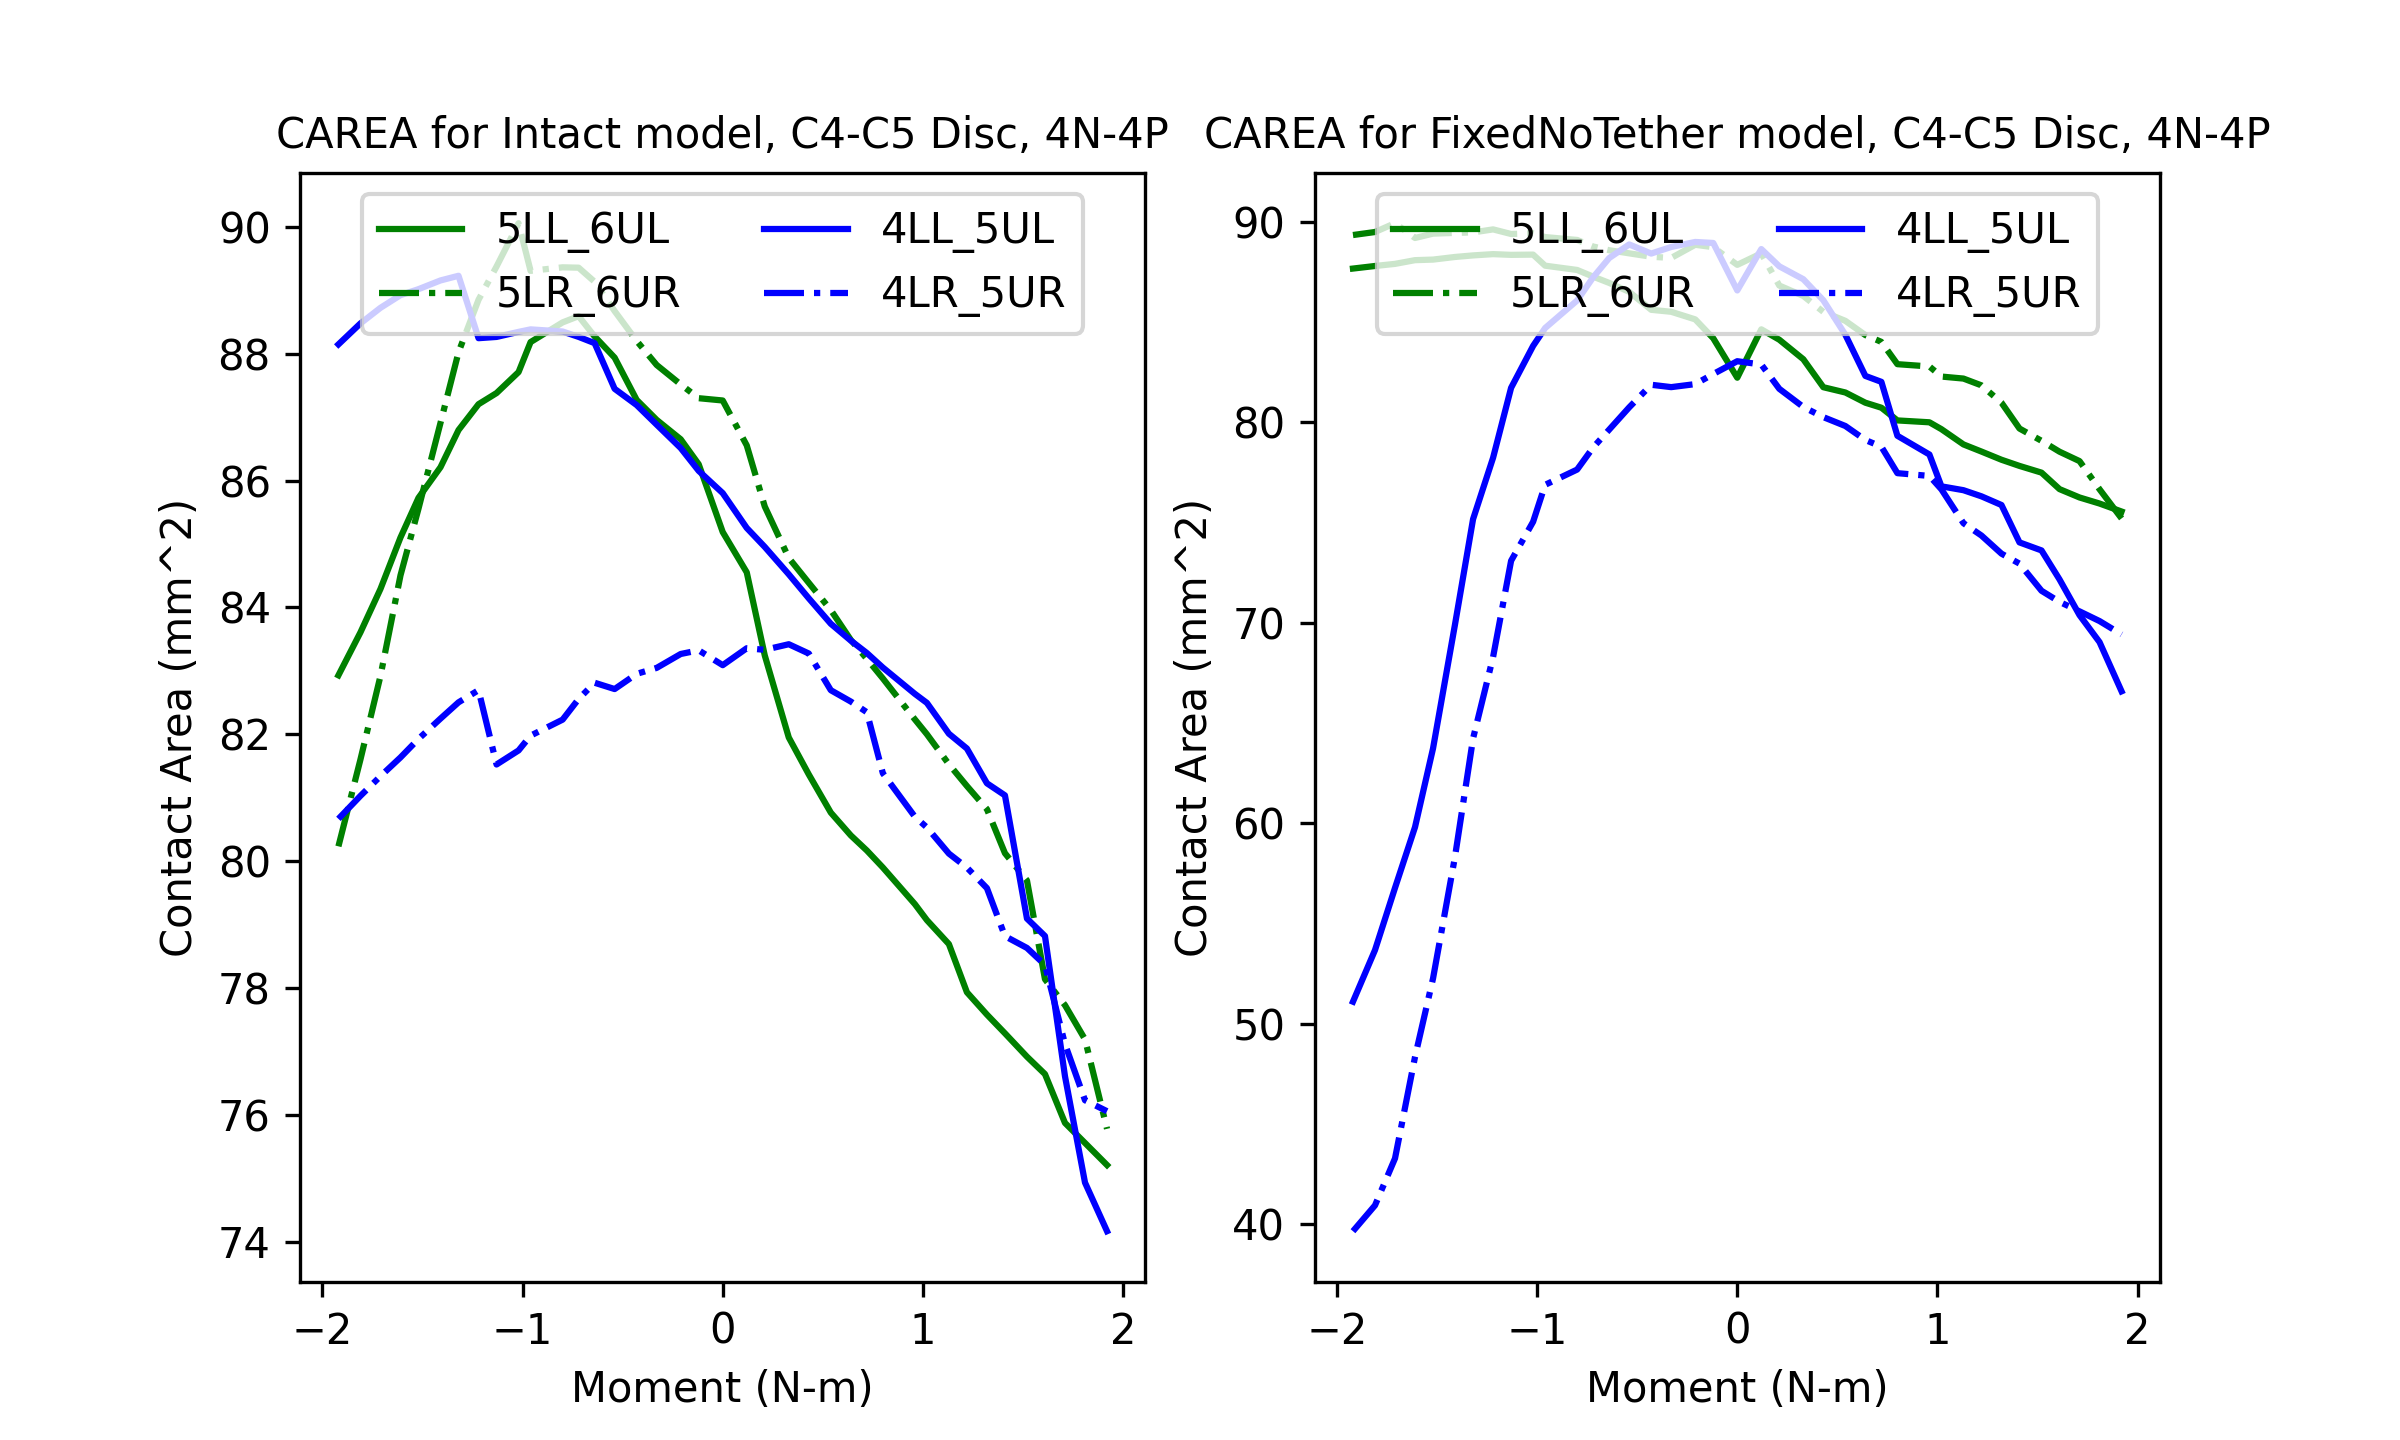 CAREA for Intact model, C4-C5 Disc, 4N-4P
5LL_6UL
5LR_6UR
4LL_5UL
4LR_5UR
90
88
86
84
82
80
78
76
74
−2
−1
0
1
2
Contact Area (mm^2)
Moment (N-m)
CAREA for FixedNoTether model, C4-C5 Disc, 4N-4P
5LL_6UL
5LR_6UR
4LL_5UL
4LR_5UR
90
80
70
60
50
40
−2
−1
0
1
2
Contact Area (mm^2)
Moment (N-m)